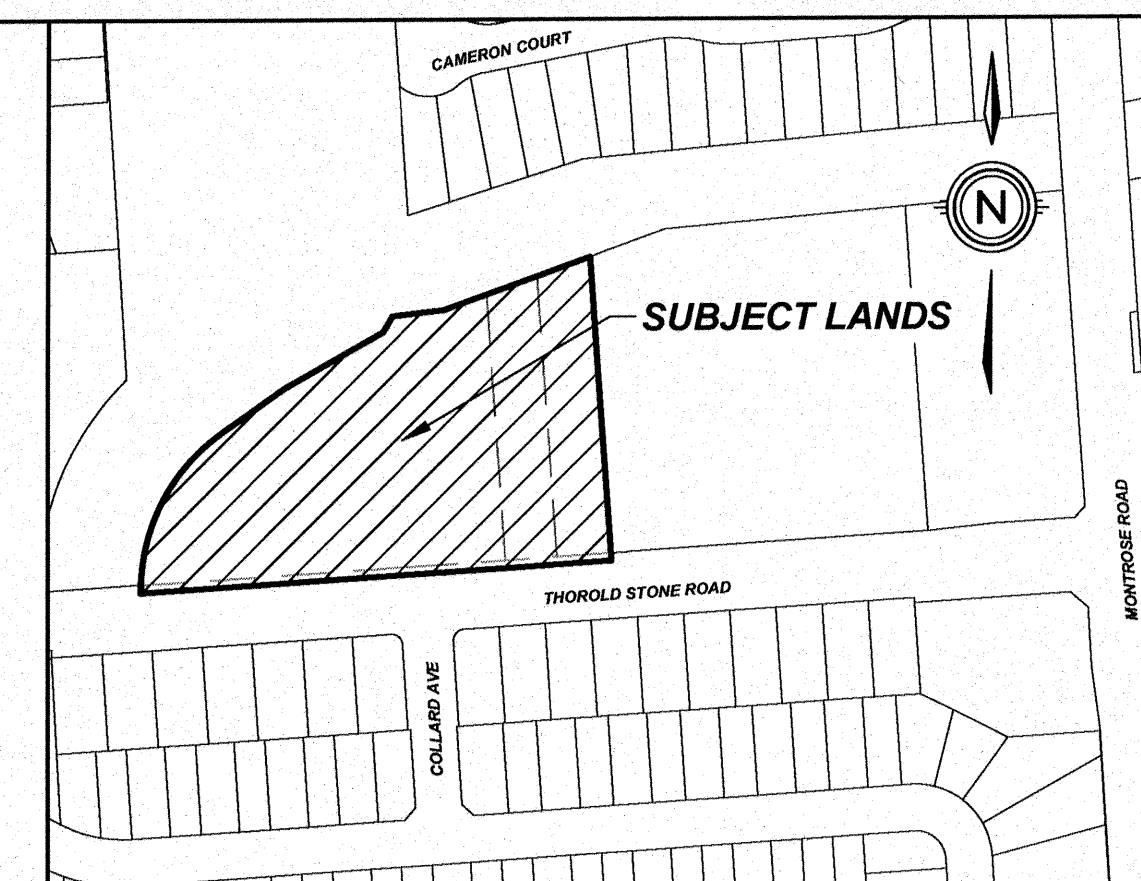 CAMERON COURT
N
SUBJECT LANDS
MONTROSE ROAD
THOROLD STONE ROAD
COLLARD AVE